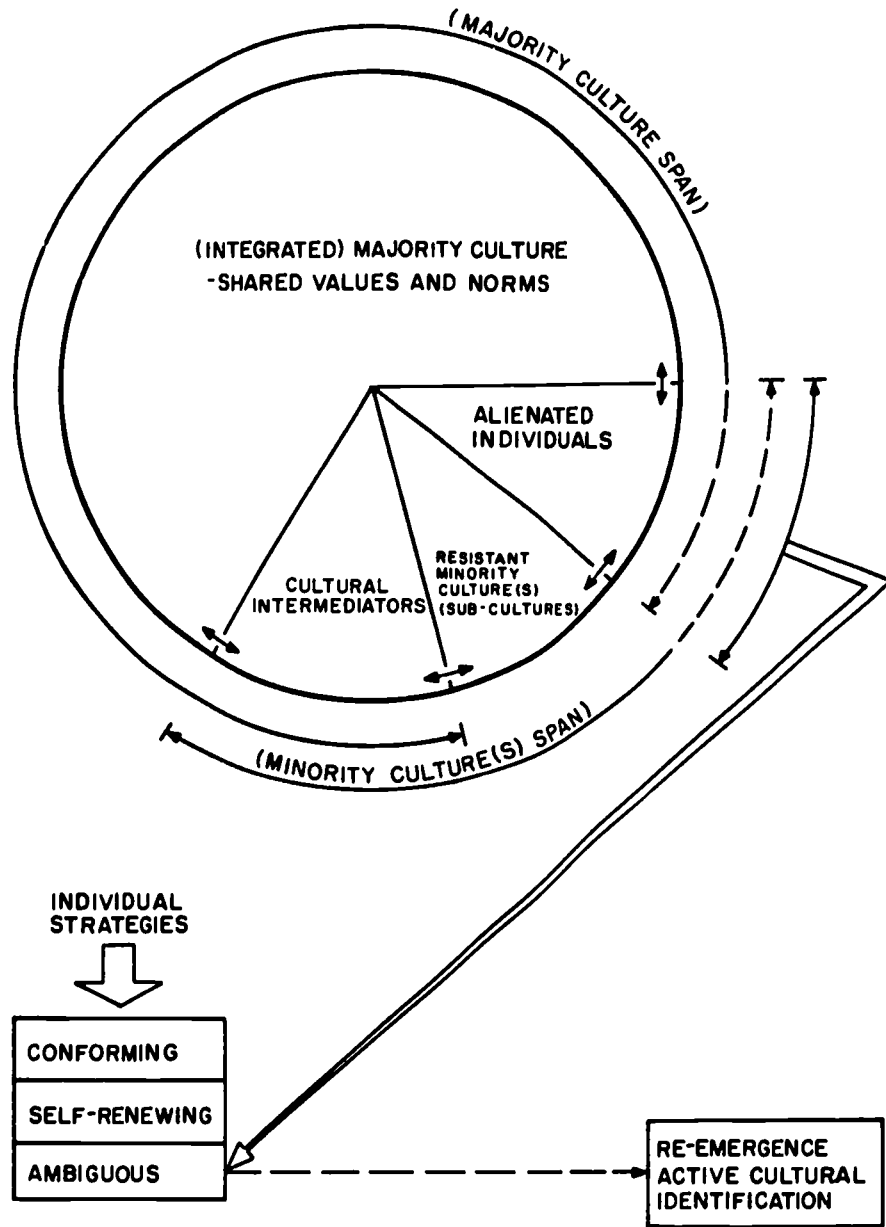 (MAJORITY CULTURE SPAN)
(INTEGRATED) MAJORITY CULTURE
-SHARED VALUES AND NORMS
ALIENATED
INDIVIDUALS
RESISTANT
MINORITY
CULTURE(S)
(SUB-CULTURES)
CULTURAL
INTERMEDIATORS
(MINORITY CULTURE(S) SPAN)
INDIVIDUAL
STRATEGIES
CONFORMING
SELF-RENEWING
AMBIGUOUS
RE-EMERGENCE
ACTIVE CULTURAL
IDENTIFICATION